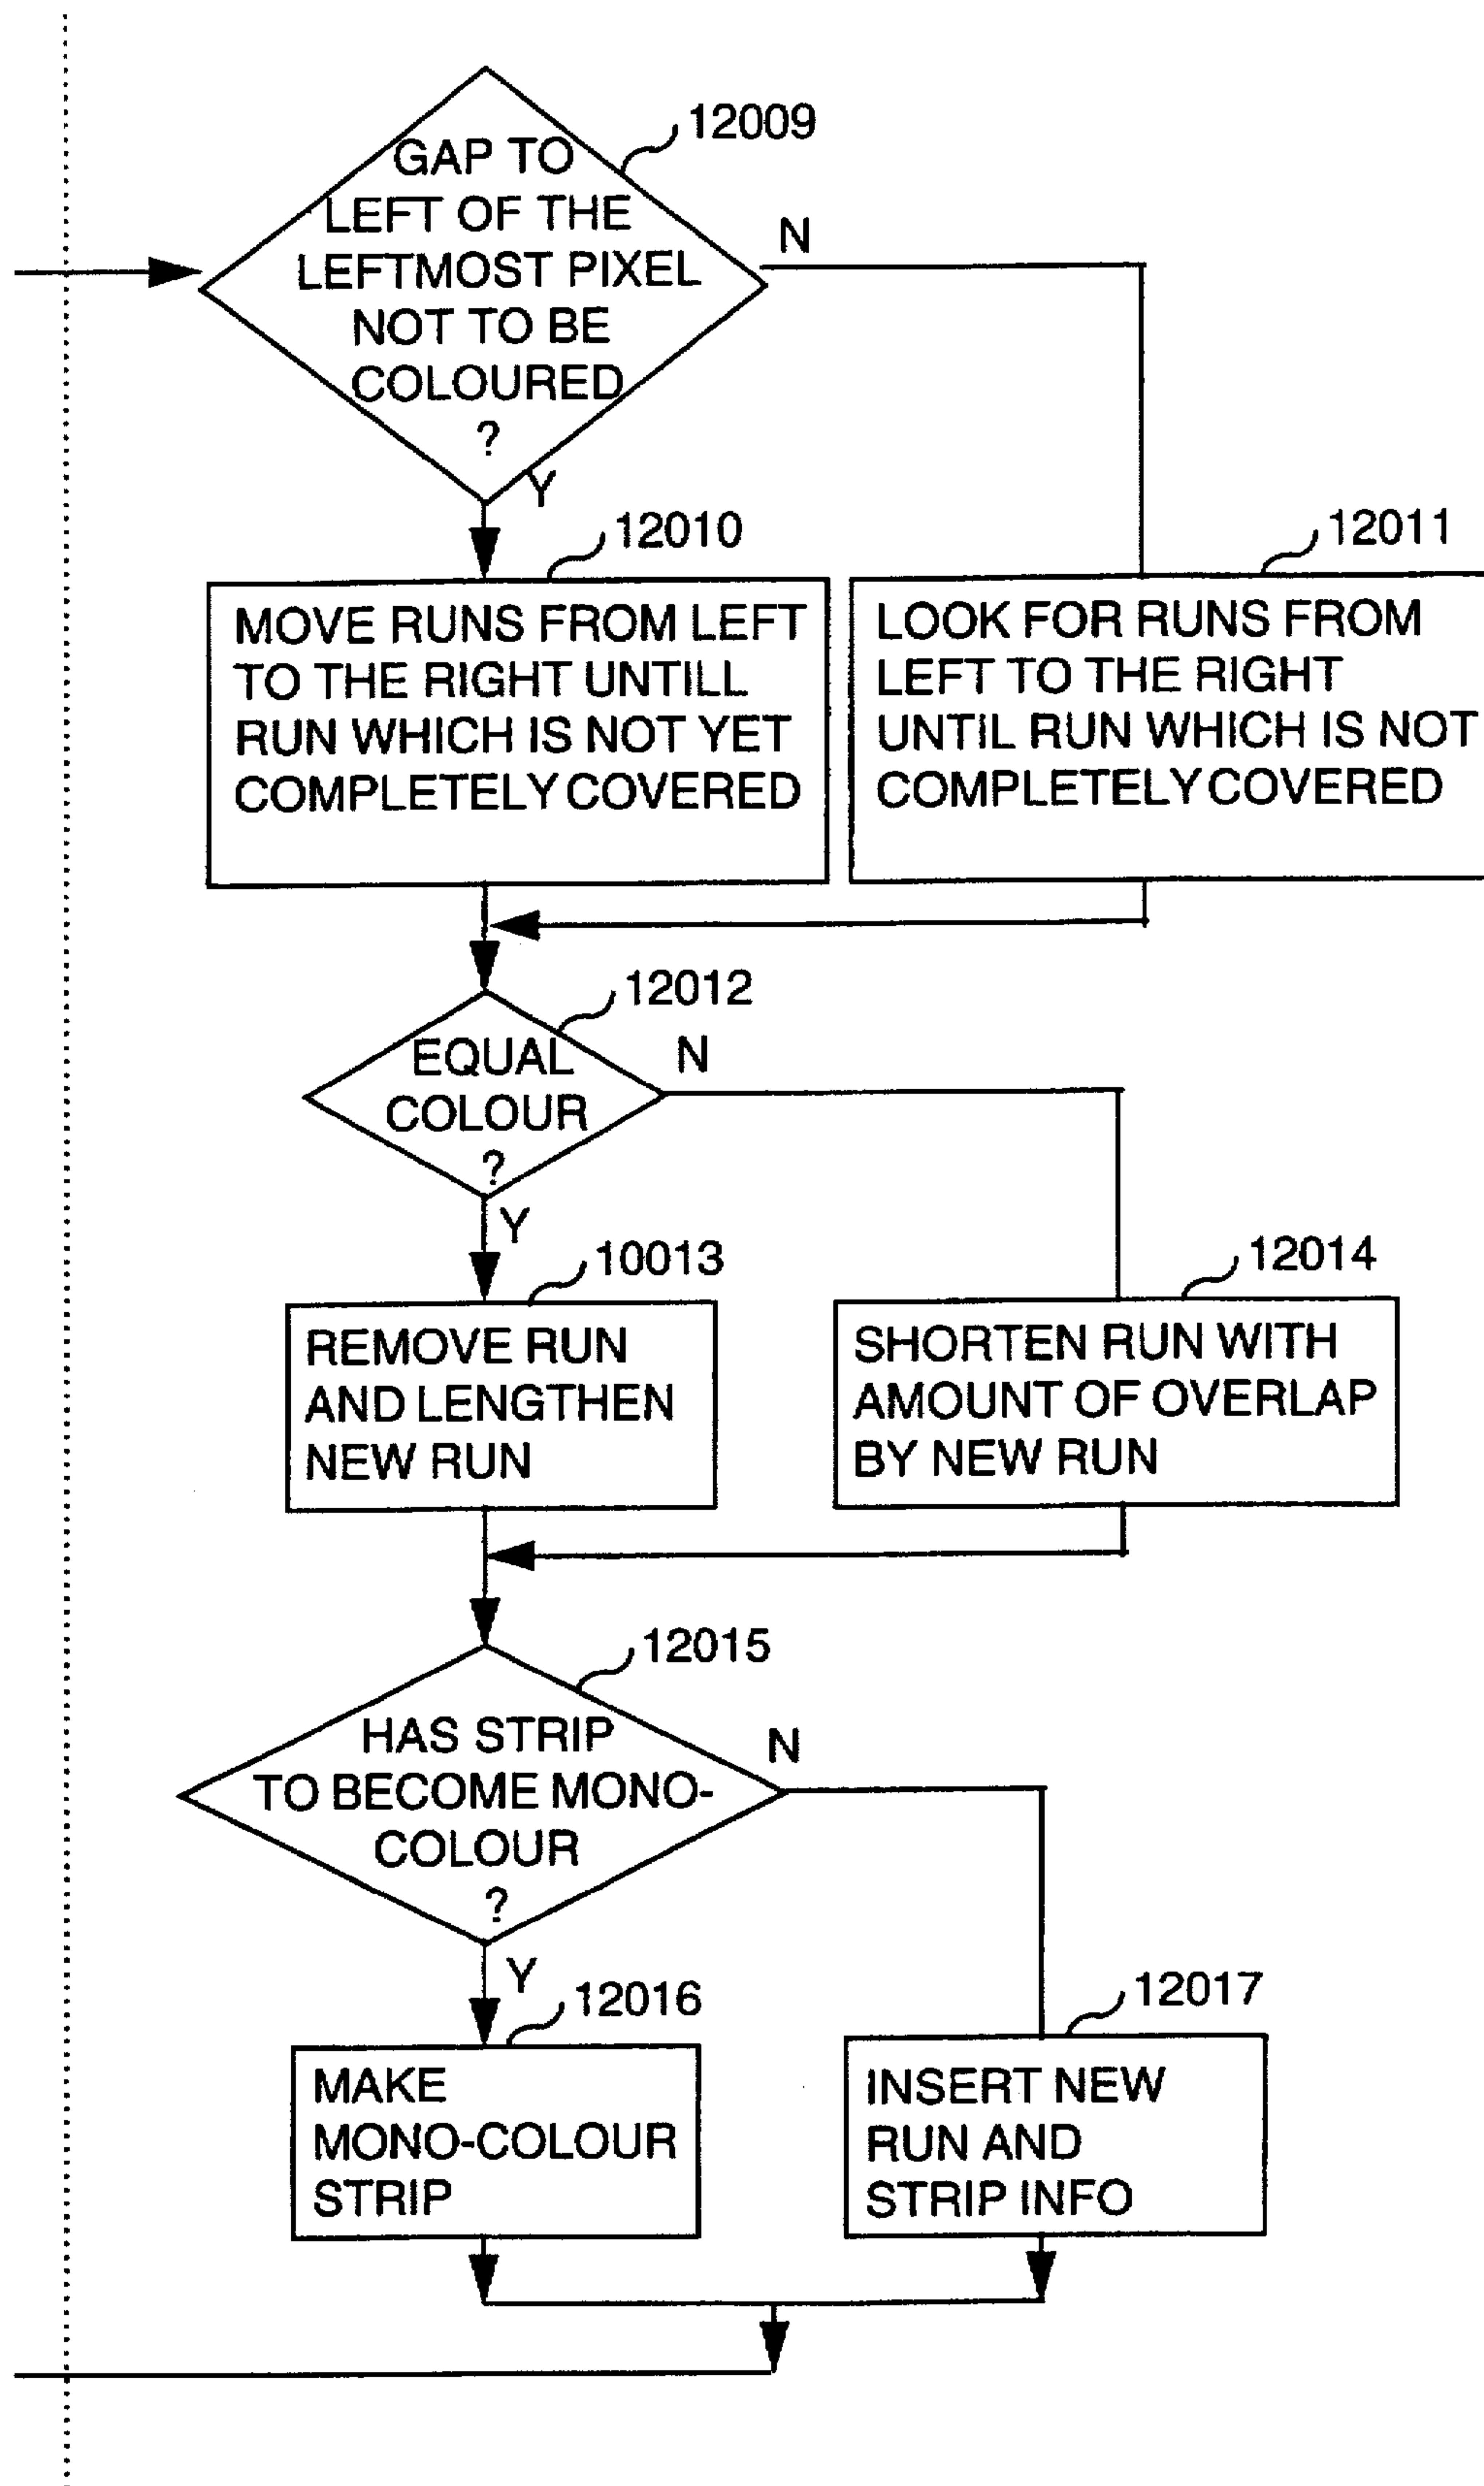 12009
GAP TO
LEFT OF THE
LEFTMOST PIXEL
NOT TO BE
COLOURED
?
N
Y
12010
MOVE RUNS FROM LEFT
TO THE RIGHT UNTILL
RUN WHICH IS NOT YET
COMPLETELY COVERED
12011
LOOK FOR RUNS FROM
LEFT TO THE RIGHT
UNTIL RUN WHICH IS NOT
COMPLETELY COVERED
12012
EQUAL
COLOUR
?
N
Y
10013
REMOVE RUN
AND LENGTHEN
NEW RUN
12014
SHORTEN RUN WITH
AMOUNT OF OVERLAP
BY NEW RUN
12015
HAS STRIP
TO BECOME MONO-
COLOUR
?
N
Y
12016
MAKE
MONO-COLOUR
STRIP
12017
INSERT NEW
RUN AND
STRIP INFO